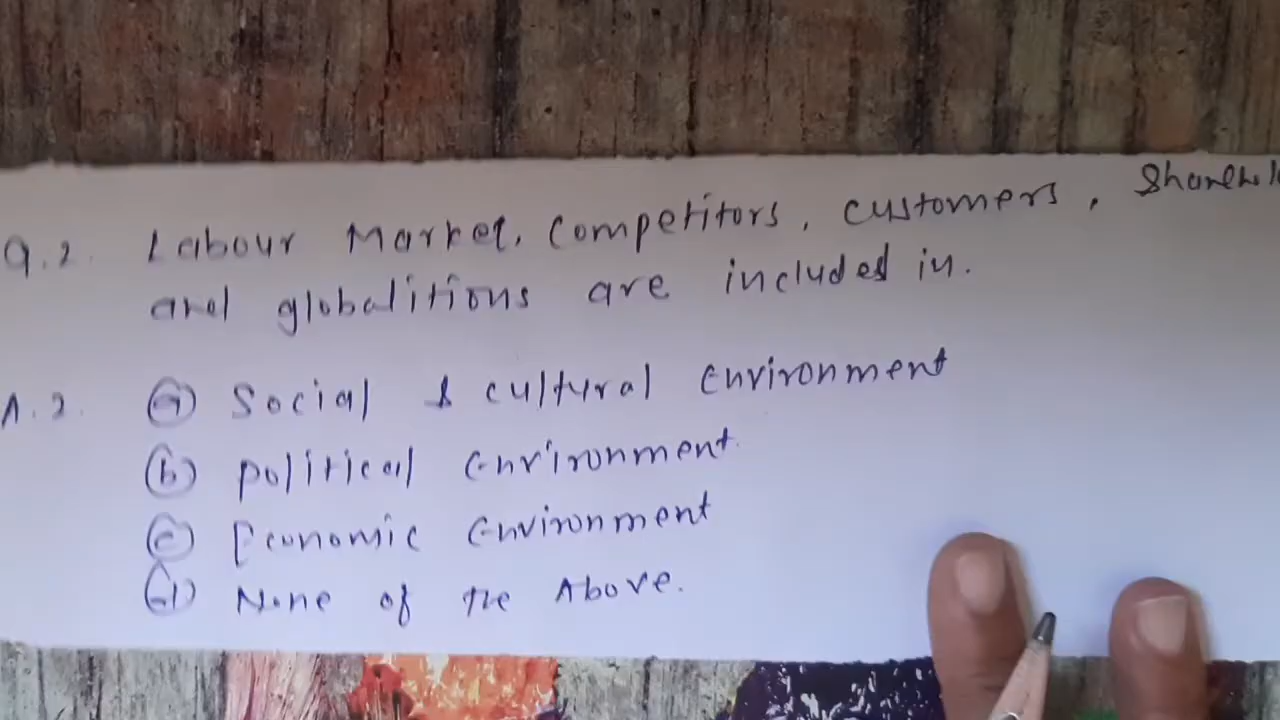 Q.2. Labour Market, Competitors, customers,
and globalitions are included in.
A.2. (a) Social & cultural Environment
(b) political Environment.
(c) Economic Environment
(d) None of the Above.